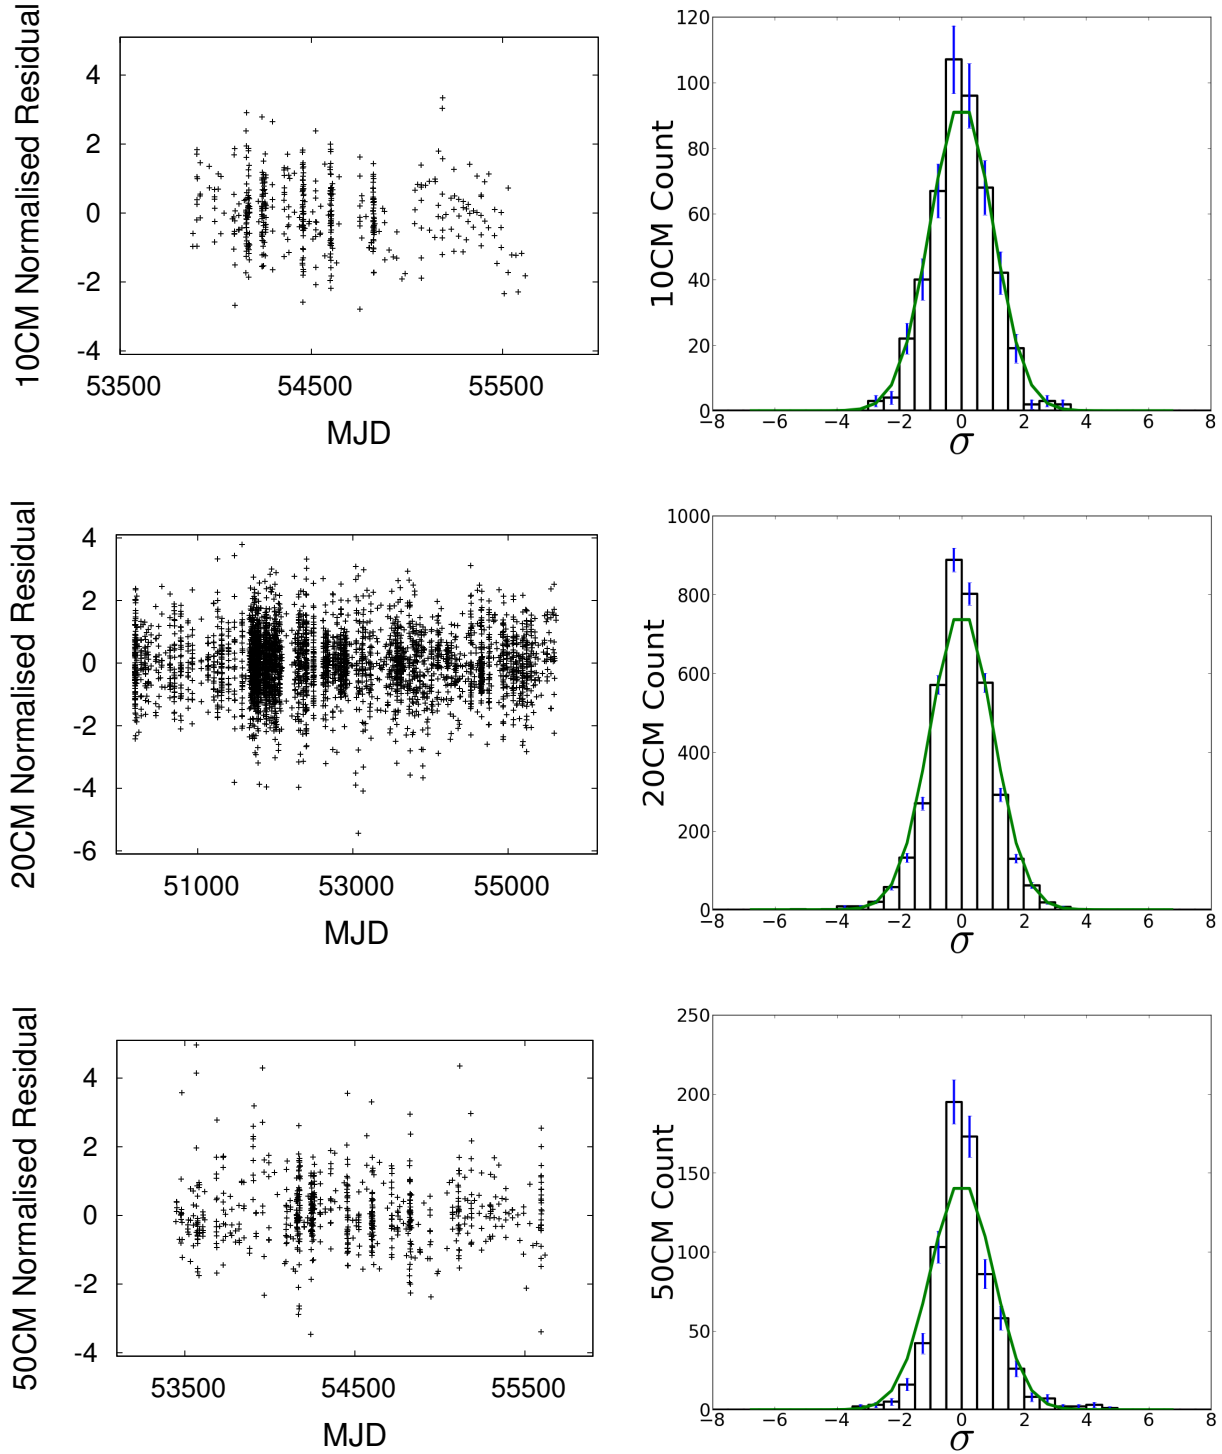 10CM Normalised Residual
4
2
0
-2
-4
53500 54500 55500
MJD
10CM Count
120
100
80
60
40
20
0
−8 −6 −4 −2 0 2 4 6 8
σ
20CM Normalised Residual
4
2
0
-2
-4
-6
51000 53000 55000
MJD
20CM Count
1000
800
600
400
200
0
−8 −6 −4 −2 0 2 4 6 8
σ
50CM Normalised Residual
4
2
0
-2
-4
53500 54500 55500
MJD
50CM Count
250
200
150
100
50
0
−8 −6 −4 −2 0 2 4 6 8
σ